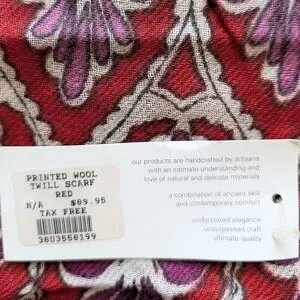 PRINTED WOOL
TWILL SCARF
RED
N/A $89.95
TAX FREE
3803558199
our products are handcrafted by artisans
with an intimate understanding and
love of natural and delicate materials
a combination of ancient skill
and contemporary comfort
understated elegance
unsurpassed craft
ultimate quality